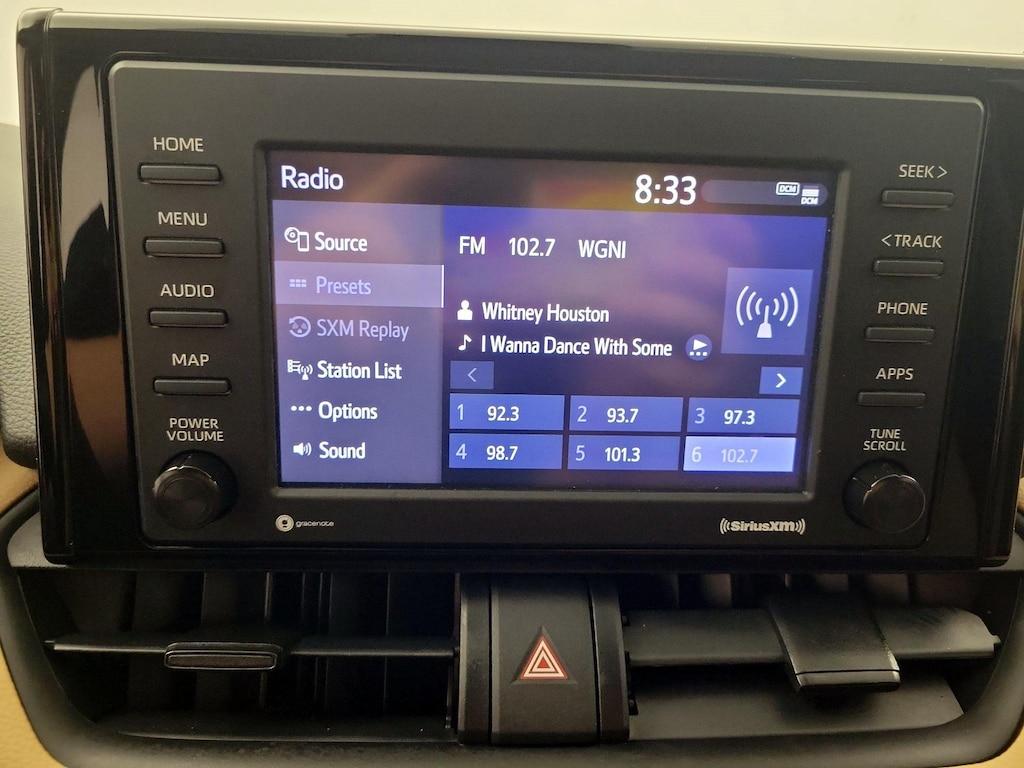 HOME
MENU
AUDIO
MAP
POWER
VOLUME
Radio
8:33
DCM
DCM
Source
Presets
SXM Replay
Station List
Options
Sound
FM 102.7 WGNI
Whitney Houston
I Wanna Dance With Some
< >
1 92.3 2 93.7 3 97.3
4 98.7 5 101.3 6 102.7
SEEK >
< TRACK
PHONE
APPS
TUNE
SCROLL
gracenote
SiriusXM